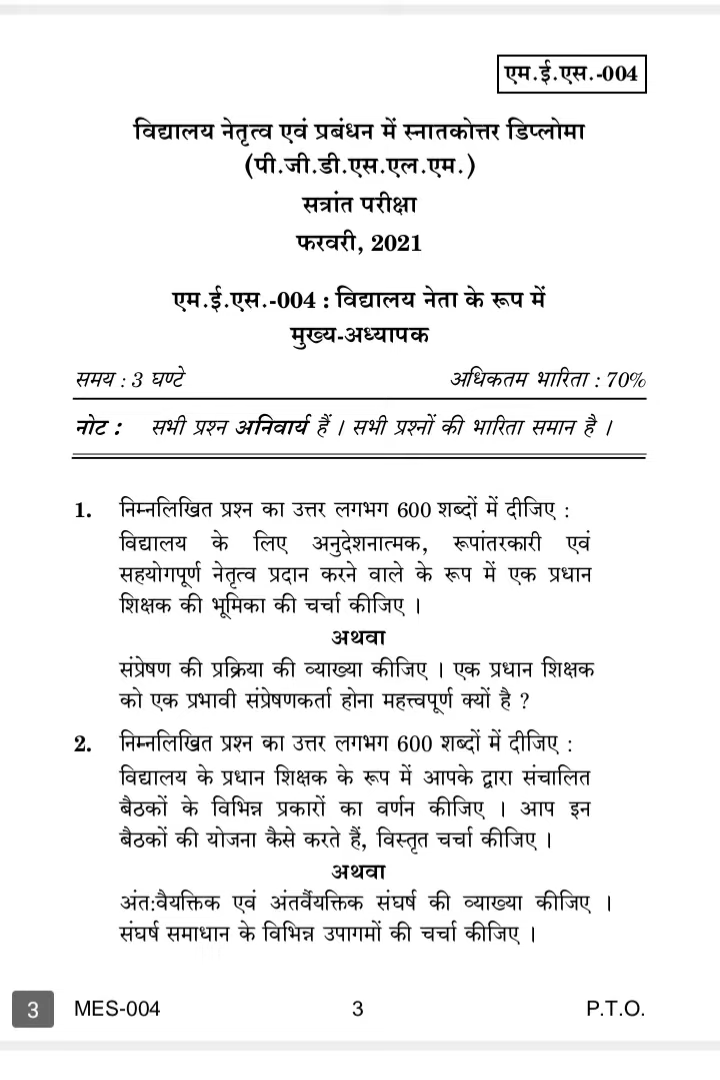 एम.ई.एस.-004
विद्यालय नेतृत्व एवं प्रबंधन में स्नातकोत्तर डिप्लोमा
(पी.जी.डी.एस.एल.एम.)
सत्रांत परीक्षा
फरवरी, 2021
एम.ई.एस.-004 : विद्यालय नेता के रूप में
मुख्य-अध्यापक
समय : 3 घण्टे अधिकतम भारिता : 70%
नोट : सभी प्रश्न अनिवार्य हैं । सभी प्रश्नों की भारिता समान है ।
1. निम्नलिखित प्रश्न का उत्तर लगभग 600 शब्दों में दीजिए :
विद्यालय के लिए अनुदेशनात्मक, रूपांतरकारी एवं
सहयोगपूर्ण नेतृत्व प्रदान करने वाले के रूप में एक प्रधान
शिक्षक की भूमिका की चर्चा कीजिए ।
अथवा
संप्रेषण की प्रक्रिया की व्याख्या कीजिए । एक प्रधान शिक्षक
को एक प्रभावी संप्रेषणकर्ता होना महत्त्वपूर्ण क्यों है ?
2. निम्नलिखित प्रश्न का उत्तर लगभग 600 शब्दों में दीजिए :
विद्यालय के प्रधान शिक्षक के रूप में आपके द्वारा संचालित
बैठकों के विभिन्न प्रकारों का वर्णन कीजिए । आप इन
बैठकों की योजना कैसे करते हैं, विस्तृत चर्चा कीजिए ।
अथवा
अंत:वैयक्तिक एवं अंतर्वैयक्तिक संघर्ष की व्याख्या कीजिए ।
संघर्ष समाधान के विभिन्न उपागमों की चर्चा कीजिए ।
3 MES-004 3 P.T.O.